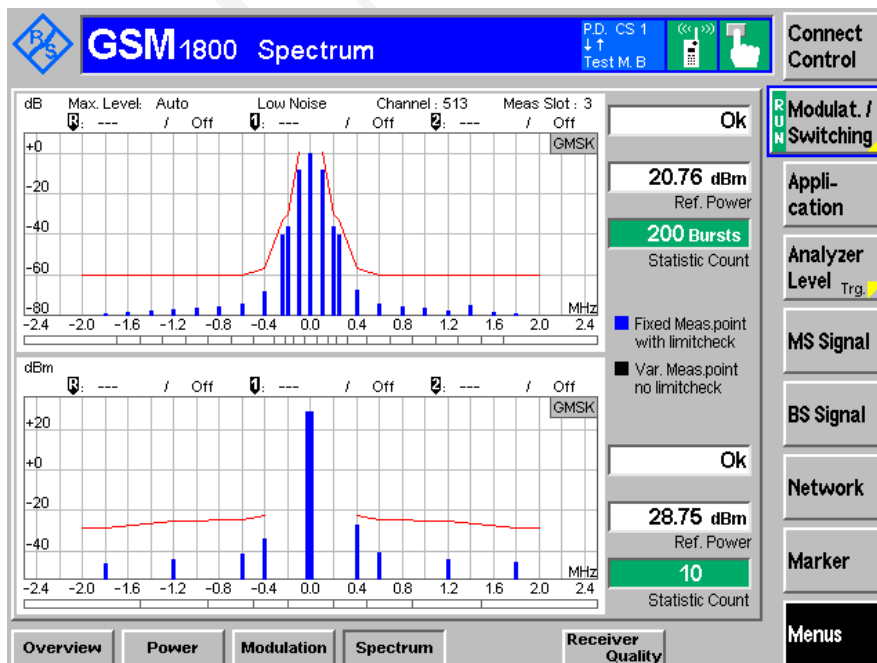 R/S
GSM 1800 Spectrum
P.D. CS 1
↓↑
Test M. B
Connect
Control
dB Max. Level: Auto Low Noise Channel : 513 Meas Slot : 3
R: --- / Off 1: --- / Off 2: --- / Off
GMSK
+0
-20
-40
-60
-80
MHz
-2.4 -2.0 -1.6 -1.2 -0.8 -0.4 0.0 0.4 0.8 1.2 1.6 2.0 2.4
Ok
20.76 dBm
Ref. Power
200 Bursts
Statistic Count
Fixed Meas.point
with limitcheck
Var. Meas.point
no limitcheck
dBm
R: --- / Off 1: --- / Off 2: --- / Off
GMSK
+20
+0
-20
-40
MHz
-2.4 -2.0 -1.6 -1.2 -0.8 -0.4 0.0 0.4 0.8 1.2 1.6 2.0 2.4
Ok
28.75 dBm
Ref. Power
10
Statistic Count
RUN
Modulat. /
Switching
Appli-
cation
Analyzer
Level Trg.
MS Signal
BS Signal
Network
Marker
Menus
Overview Power Modulation Spectrum Receiver
Quality